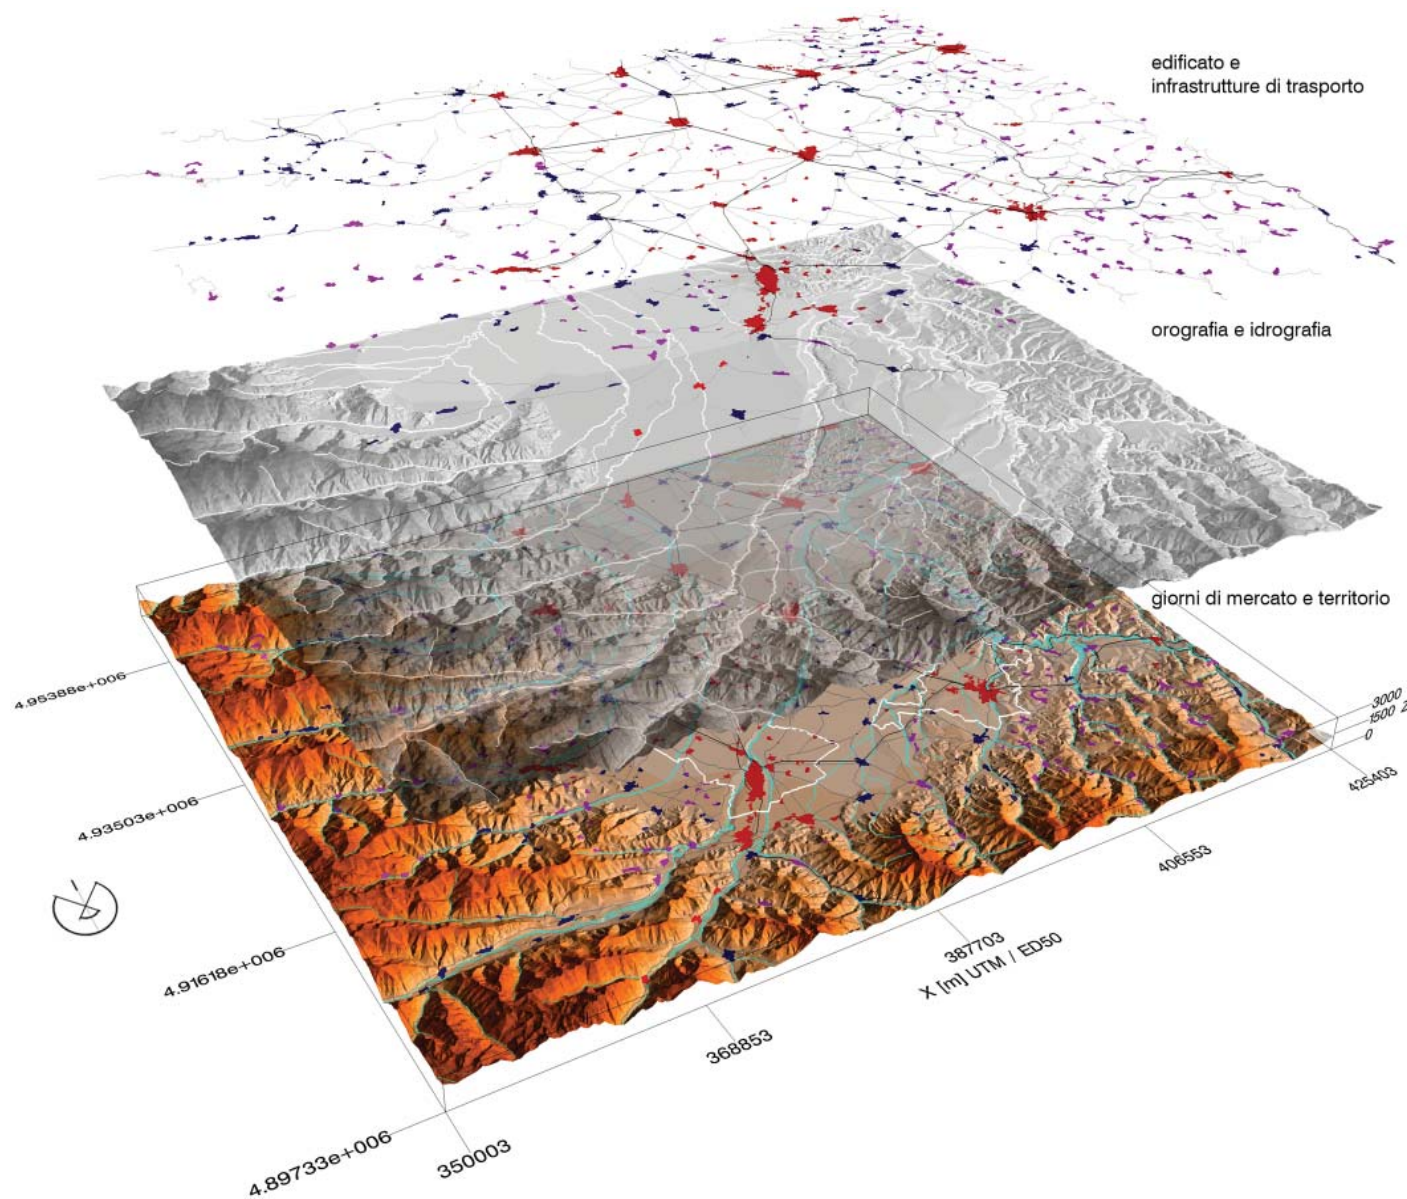 edificato e
infrastrutture di trasporto
orografia e idrografia
giorni di mercato e territorio
4.95388e+006
3000
1500 Z
0
425403
4.93503e+006
406553
387703
X [m] UTM / ED50
4.91618e+006
368853
4.89733e+006
350003